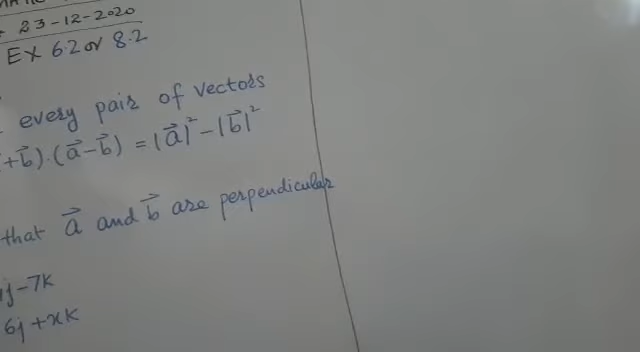 23-12-2020
Ex 6.2 or 8.2
every pair of vectors
+b⃗).(a⃗-b⃗) = |a⃗|²-|b⃗|²
that a⃗ and b⃗ are perpendicular
j-7k
6j+xk